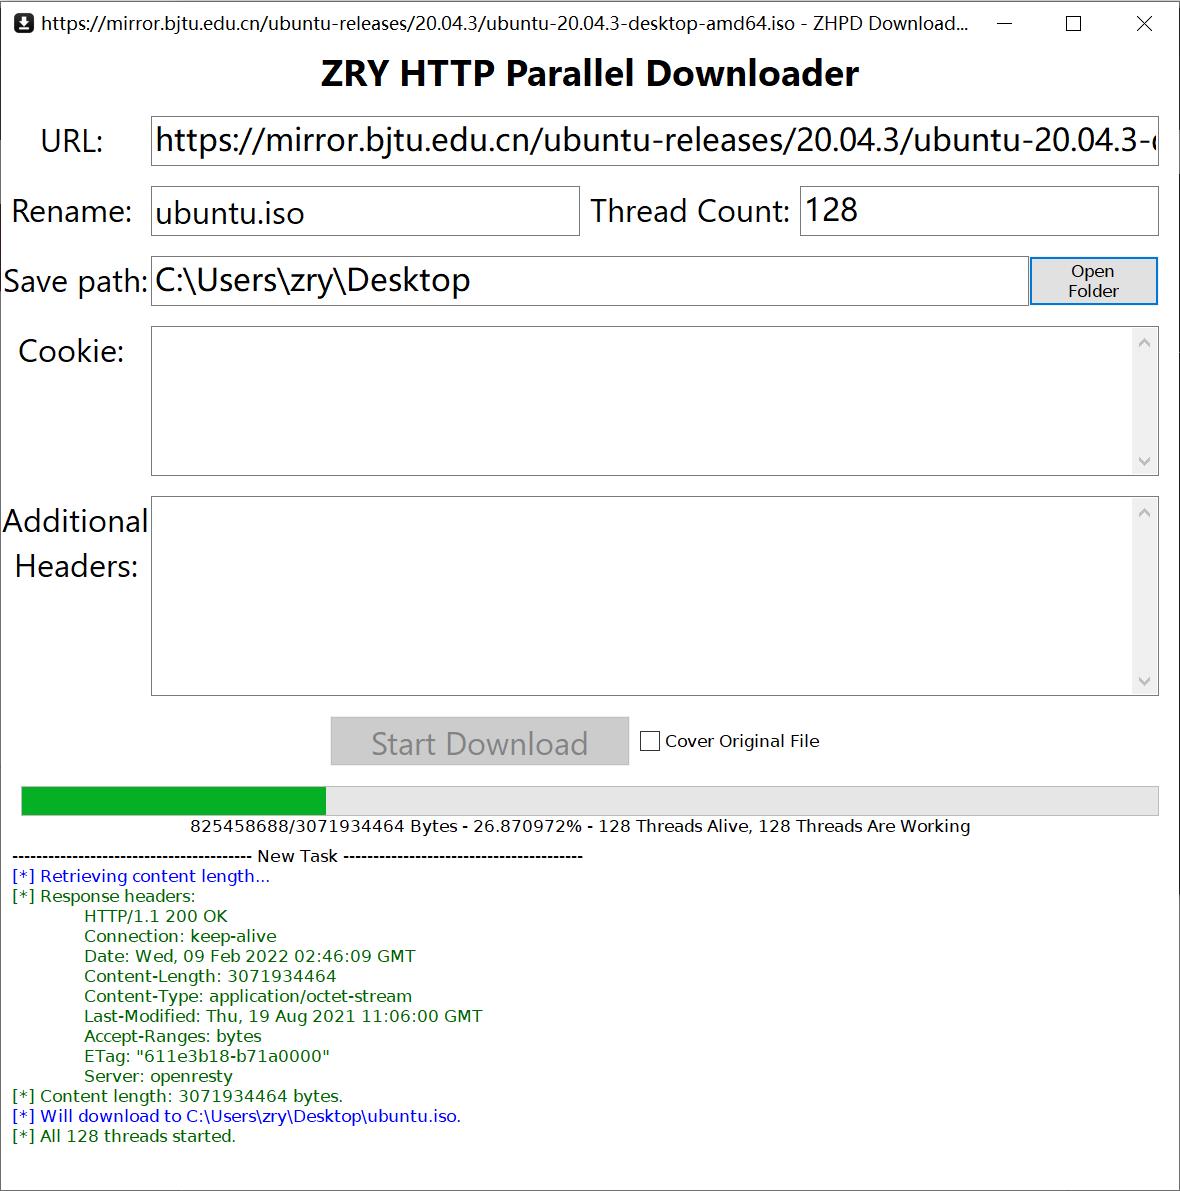 https://mirror.bjtu.edu.cn/ubuntu-releases/20.04.3/ubuntu-20.04.3-desktop-amd64.iso - ZHPD Download...
ZRY HTTP Parallel Downloader
URL: https://mirror.bjtu.edu.cn/ubuntu-releases/20.04.3/ubuntu-20.04.3-
Rename: ubuntu.iso Thread Count: 128
Save path: C:\Users\zry\Desktop Open
Folder
Cookie:
Additional
Headers:
Start Download Cover Original File
825458688/3071934464 Bytes - 26.870972% - 128 Threads Alive, 128 Threads Are Working
---------------------------------------- New Task ----------------------------------------
[*] Retrieving content length...
[*] Response headers:
HTTP/1.1 200 OK
Connection: keep-alive
Date: Wed, 09 Feb 2022 02:46:09 GMT
Content-Length: 3071934464
Content-Type: application/octet-stream
Last-Modified: Thu, 19 Aug 2021 11:06:00 GMT
Accept-Ranges: bytes
ETag: "611e3b18-b71a0000"
Server: openresty
[*] Content length: 3071934464 bytes.
[*] Will download to C:\Users\zry\Desktop\ubuntu.iso.
[*] All 128 threads started.